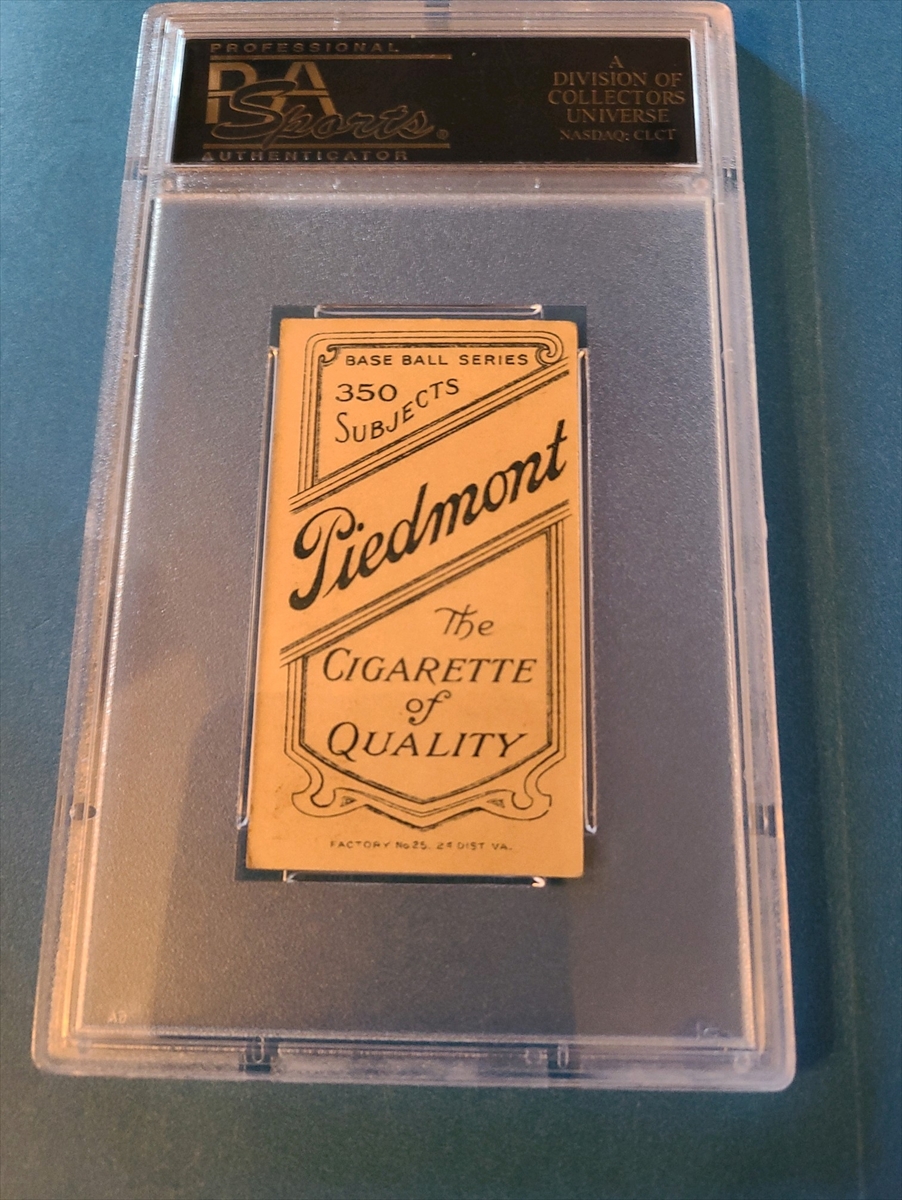 PROFESSIONAL
PSA
Sports®
AUTHENTICATOR
A
DIVISION OF
COLLECTORS
UNIVERSE
NASDAQ: CLCT
BASE BALL SERIES
350
SUBJECTS
Piedmont
The
CIGARETTE
of
QUALITY
FACTORY No 25, 2d DIST VA.